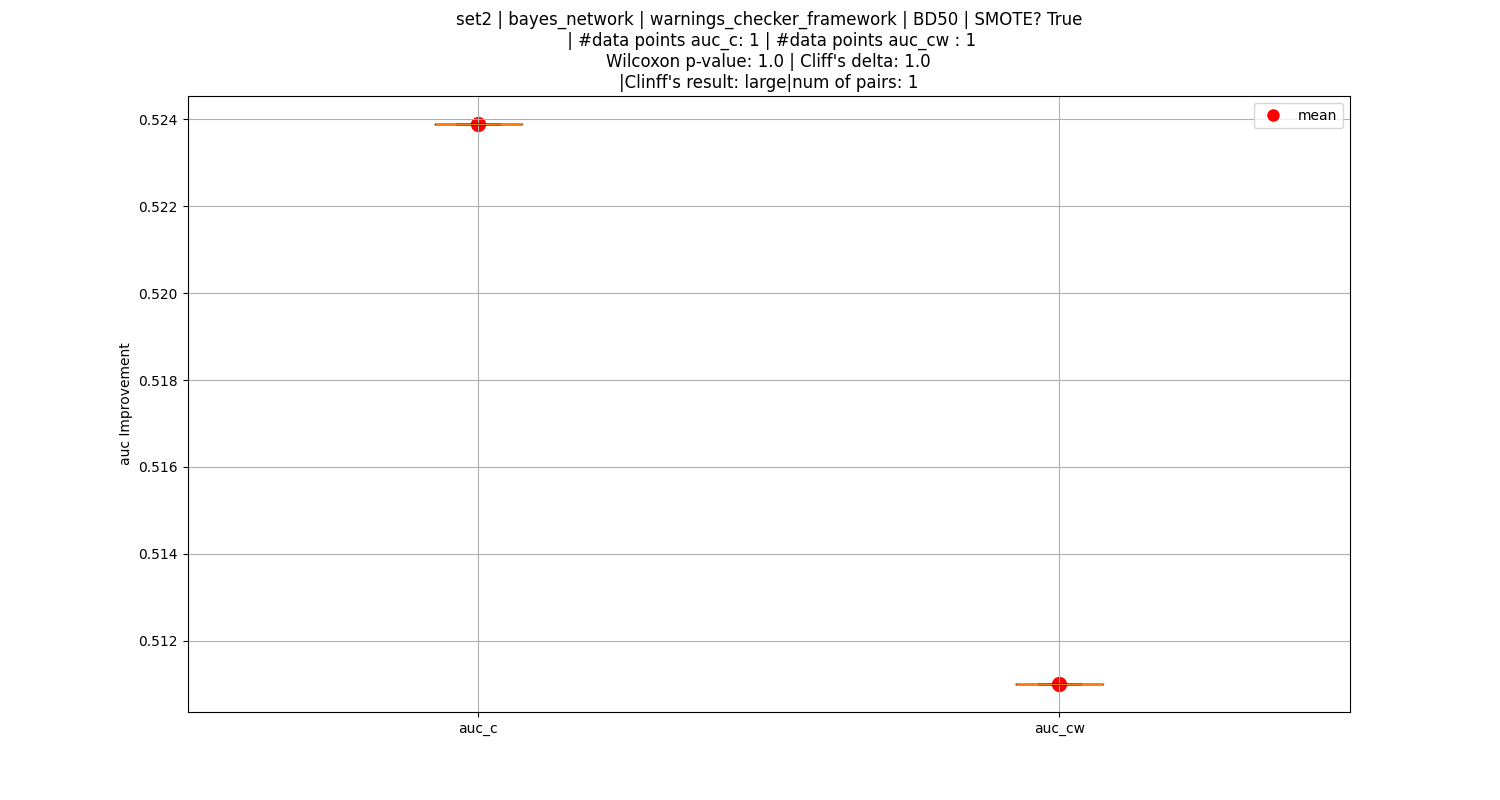 set2 | bayes_network | warnings_checker_framework | BD50 | SMOTE? True
| #data points auc_c: 1 | #data points auc_cw : 1
Wilcoxon p-value: 1.0 | Cliff's delta: 1.0
|Clinff's result: large|num of pairs: 1
mean
0.524
0.522
0.520
0.518
0.516
0.514
0.512
auc Improvement
auc_c
auc_cw